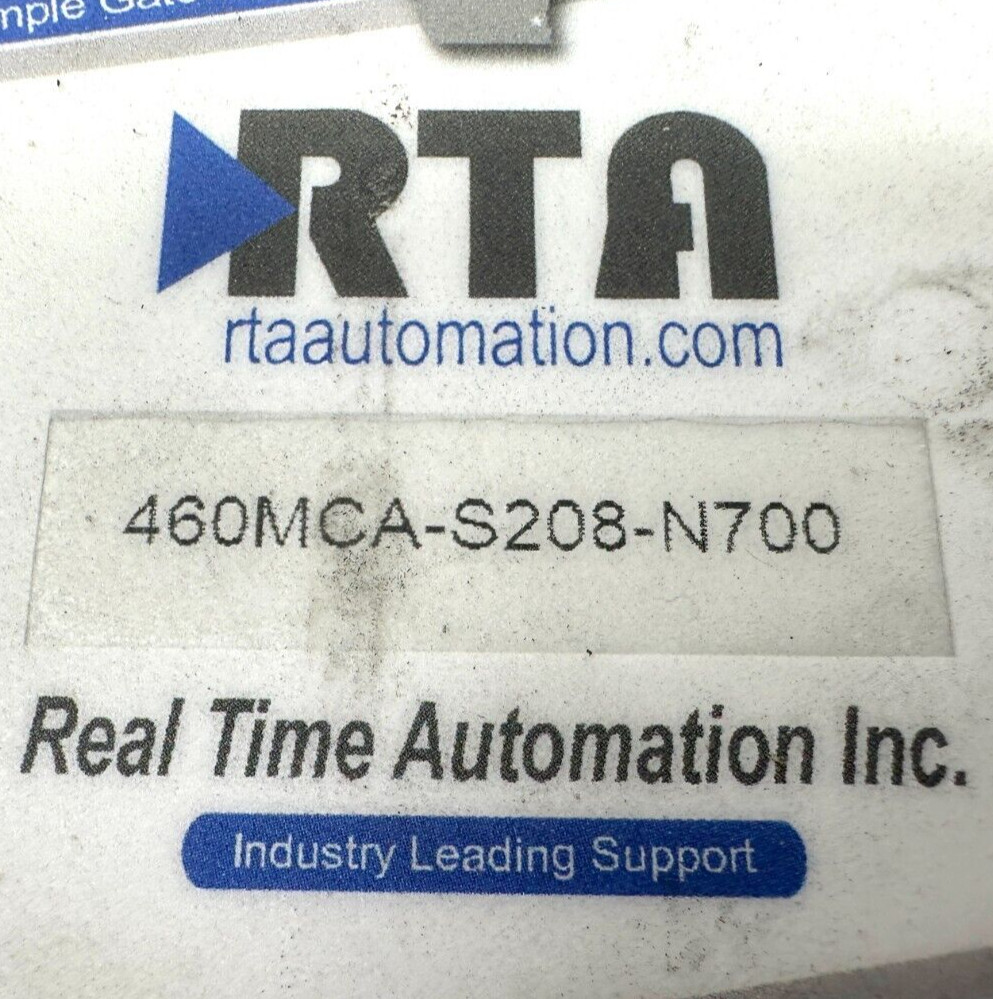 RTA
rtaautomation.com
460MCA-S208-N700
Real Time Automation Inc.
Industry Leading Support